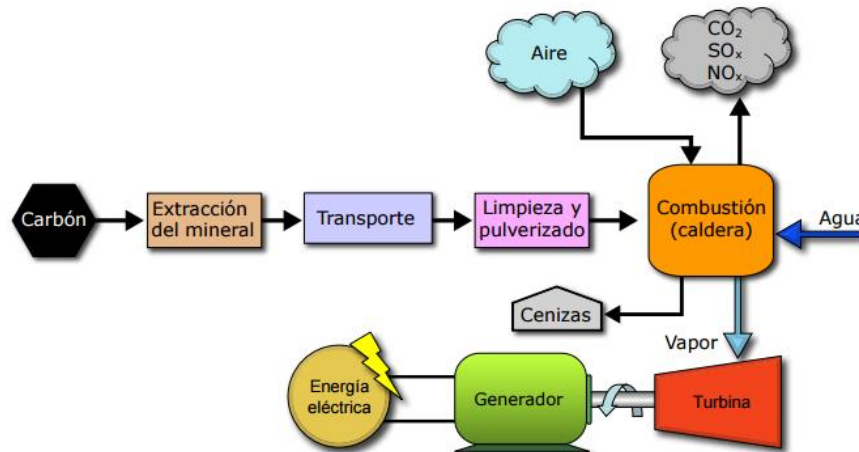 Aire
CO₂
SOₓ
NOₓ
Carbón
Extracción
del mineral
Transporte
Limpieza y
pulverizado
Combustión
(caldera)
Agua
Cenizas
Vapor
Energía
eléctrica
Generador
Turbina